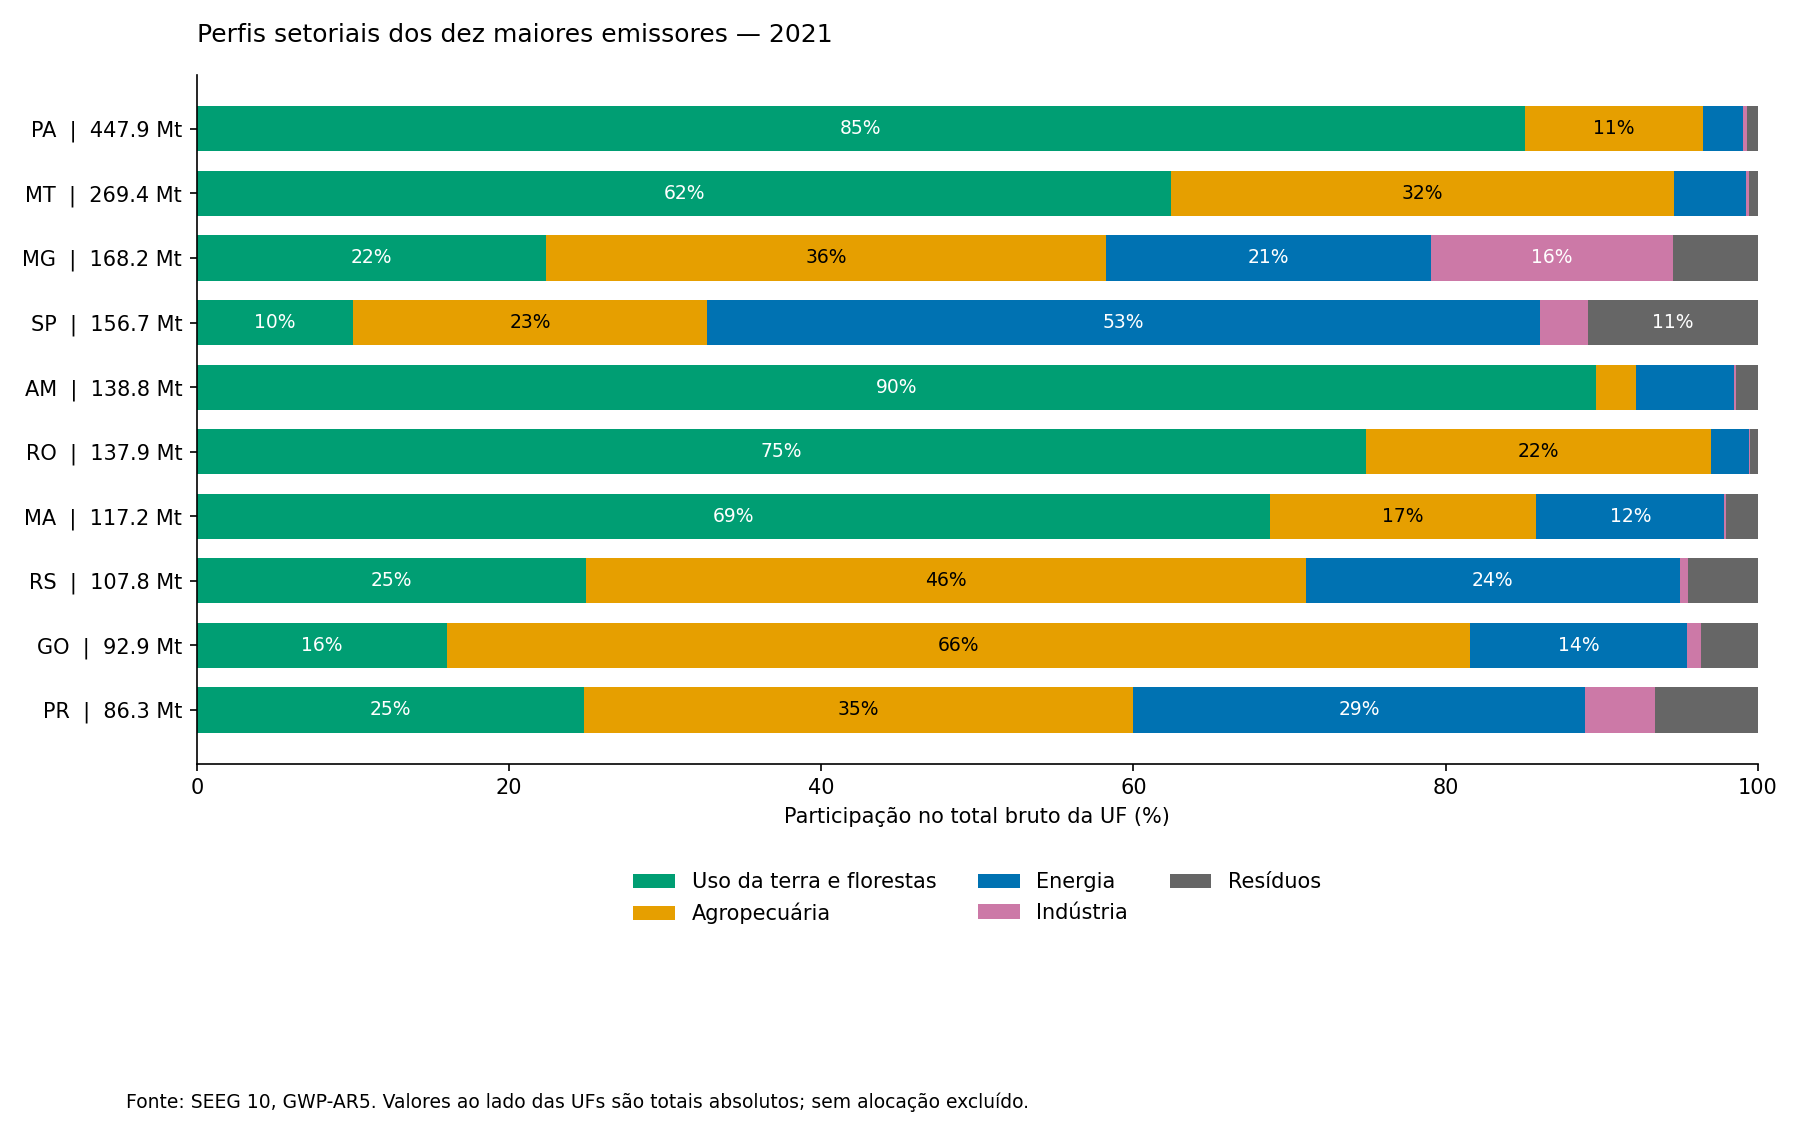 Perfis setoriais dos dez maiores emissores — 2021
PA | 447.9 Mt 85% 11%
MT | 269.4 Mt 62% 32%
MG | 168.2 Mt 22% 36% 21% 16%
SP | 156.7 Mt 10% 23% 53% 11%
AM | 138.8 Mt 90%
RO | 137.9 Mt 75% 22%
MA | 117.2 Mt 69% 17% 12%
RS | 107.8 Mt 25% 46% 24%
GO | 92.9 Mt 16% 66% 14%
PR | 86.3 Mt 25% 35% 29%
0 20 40 60 80 100
Participação no total bruto da UF (%)
Uso da terra e florestas Energia Resíduos
Agropecuária Indústria
Fonte: SEEG 10, GWP-AR5. Valores ao lado das UFs são totais absolutos; sem alocação excluído.